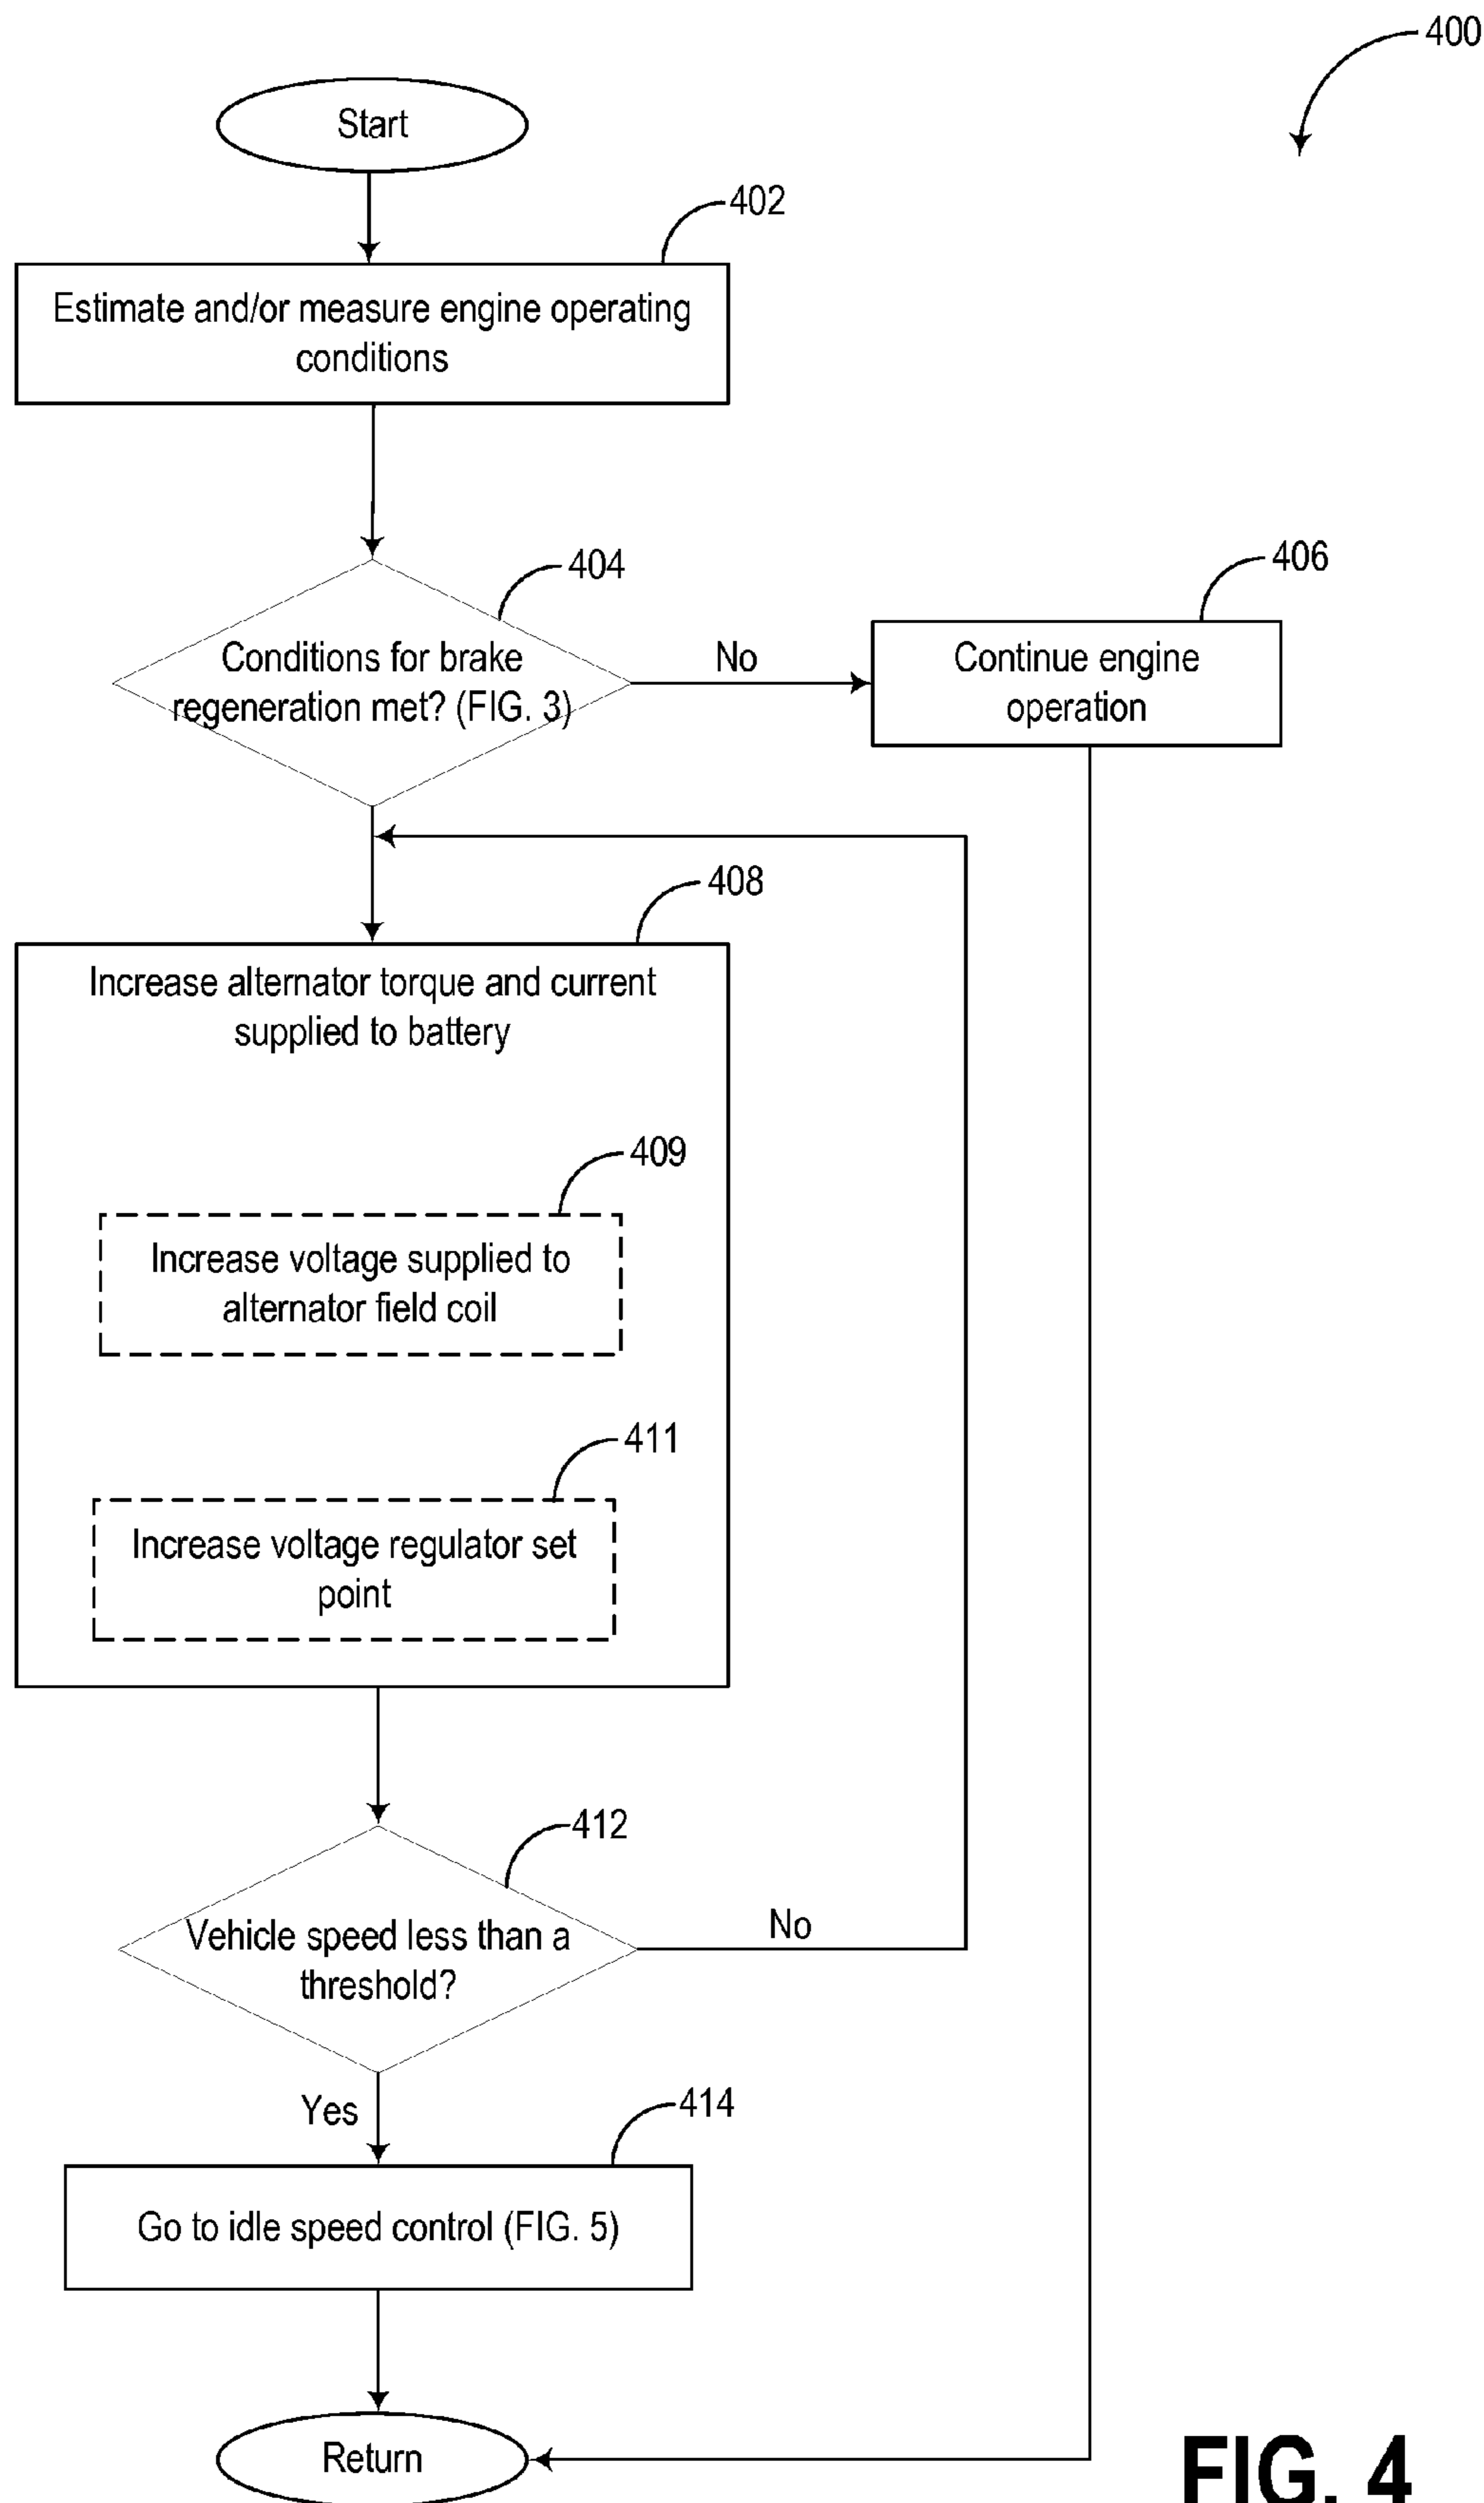 400
Start
402
Estimate and/or measure engine operating
conditions
404
406
Conditions for brake
regeneration met? (FIG. 3)
No
Continue engine
operation
408
Increase alternator torque and current
supplied to battery
409
Increase voltage supplied to
alternator field coil
411
Increase voltage regulator set
point
412
Vehicle speed less than a
threshold?
No
Yes
414
Go to idle speed control (FIG. 5)
Return
FIG. 4